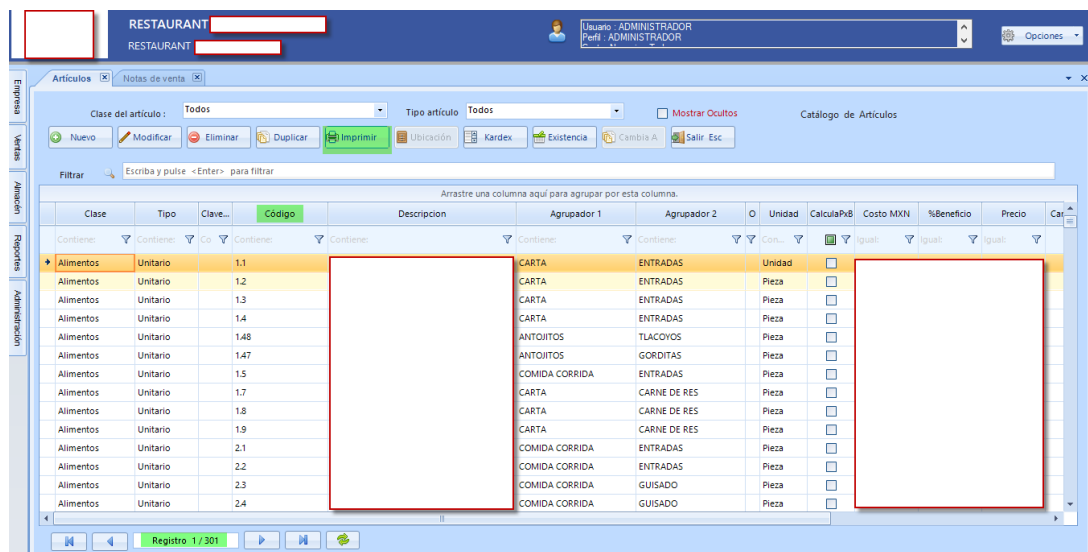 RESTAURANT
RESTAURANT
Usuario : ADMINISTRADOR
Perfil : ADMINISTRADOR
Opciones
Empresa
Ventas
Almacén
Reportes
Administración
Artículos Notas de venta
Clase del artículo : Todos Tipo artículo Todos Mostrar Ocultos Catálogo de Artículos
Nuevo Modificar Eliminar Duplicar Imprimir Ubicación Kardex Existencia Cambia A Salir Esc
Filtrar Escriba y pulse <Enter> para filtrar
Arrastre una columna aquí para agrupar por esta columna.
Clase Tipo Clave... Código Descripcion Agrupador 1 Agrupador 2 O Unidad CalculaPxB Costo MXN %Beneficio Precio Car
Contiene: Contiene: Co Contiene: Contiene: Contiene: Contiene: Con... Igual: Igual: Igual:
Alimentos Unitario 1.1 CARTA ENTRADAS Unidad
Alimentos Unitario 1.2 CARTA ENTRADAS Pieza
Alimentos Unitario 1.3 CARTA ENTRADAS Pieza
Alimentos Unitario 1.4 CARTA ENTRADAS Pieza
Alimentos Unitario 1.48 ANTOJITOS TLACOYOS Pieza
Alimentos Unitario 1.47 ANTOJITOS GORDITAS Pieza
Alimentos Unitario 1.5 COMIDA CORRIDA ENTRADAS Pieza
Alimentos Unitario 1.7 CARTA CARNE DE RES Pieza
Alimentos Unitario 1.8 CARTA CARNE DE RES Pieza
Alimentos Unitario 1.9 CARTA CARNE DE RES Pieza
Alimentos Unitario 2.1 COMIDA CORRIDA ENTRADAS Pieza
Alimentos Unitario 2.2 COMIDA CORRIDA ENTRADAS Pieza
Alimentos Unitario 2.3 COMIDA CORRIDA GUISADO Pieza
Alimentos Unitario 2.4 COMIDA CORRIDA GUISADO Pieza
Registro 1 / 301